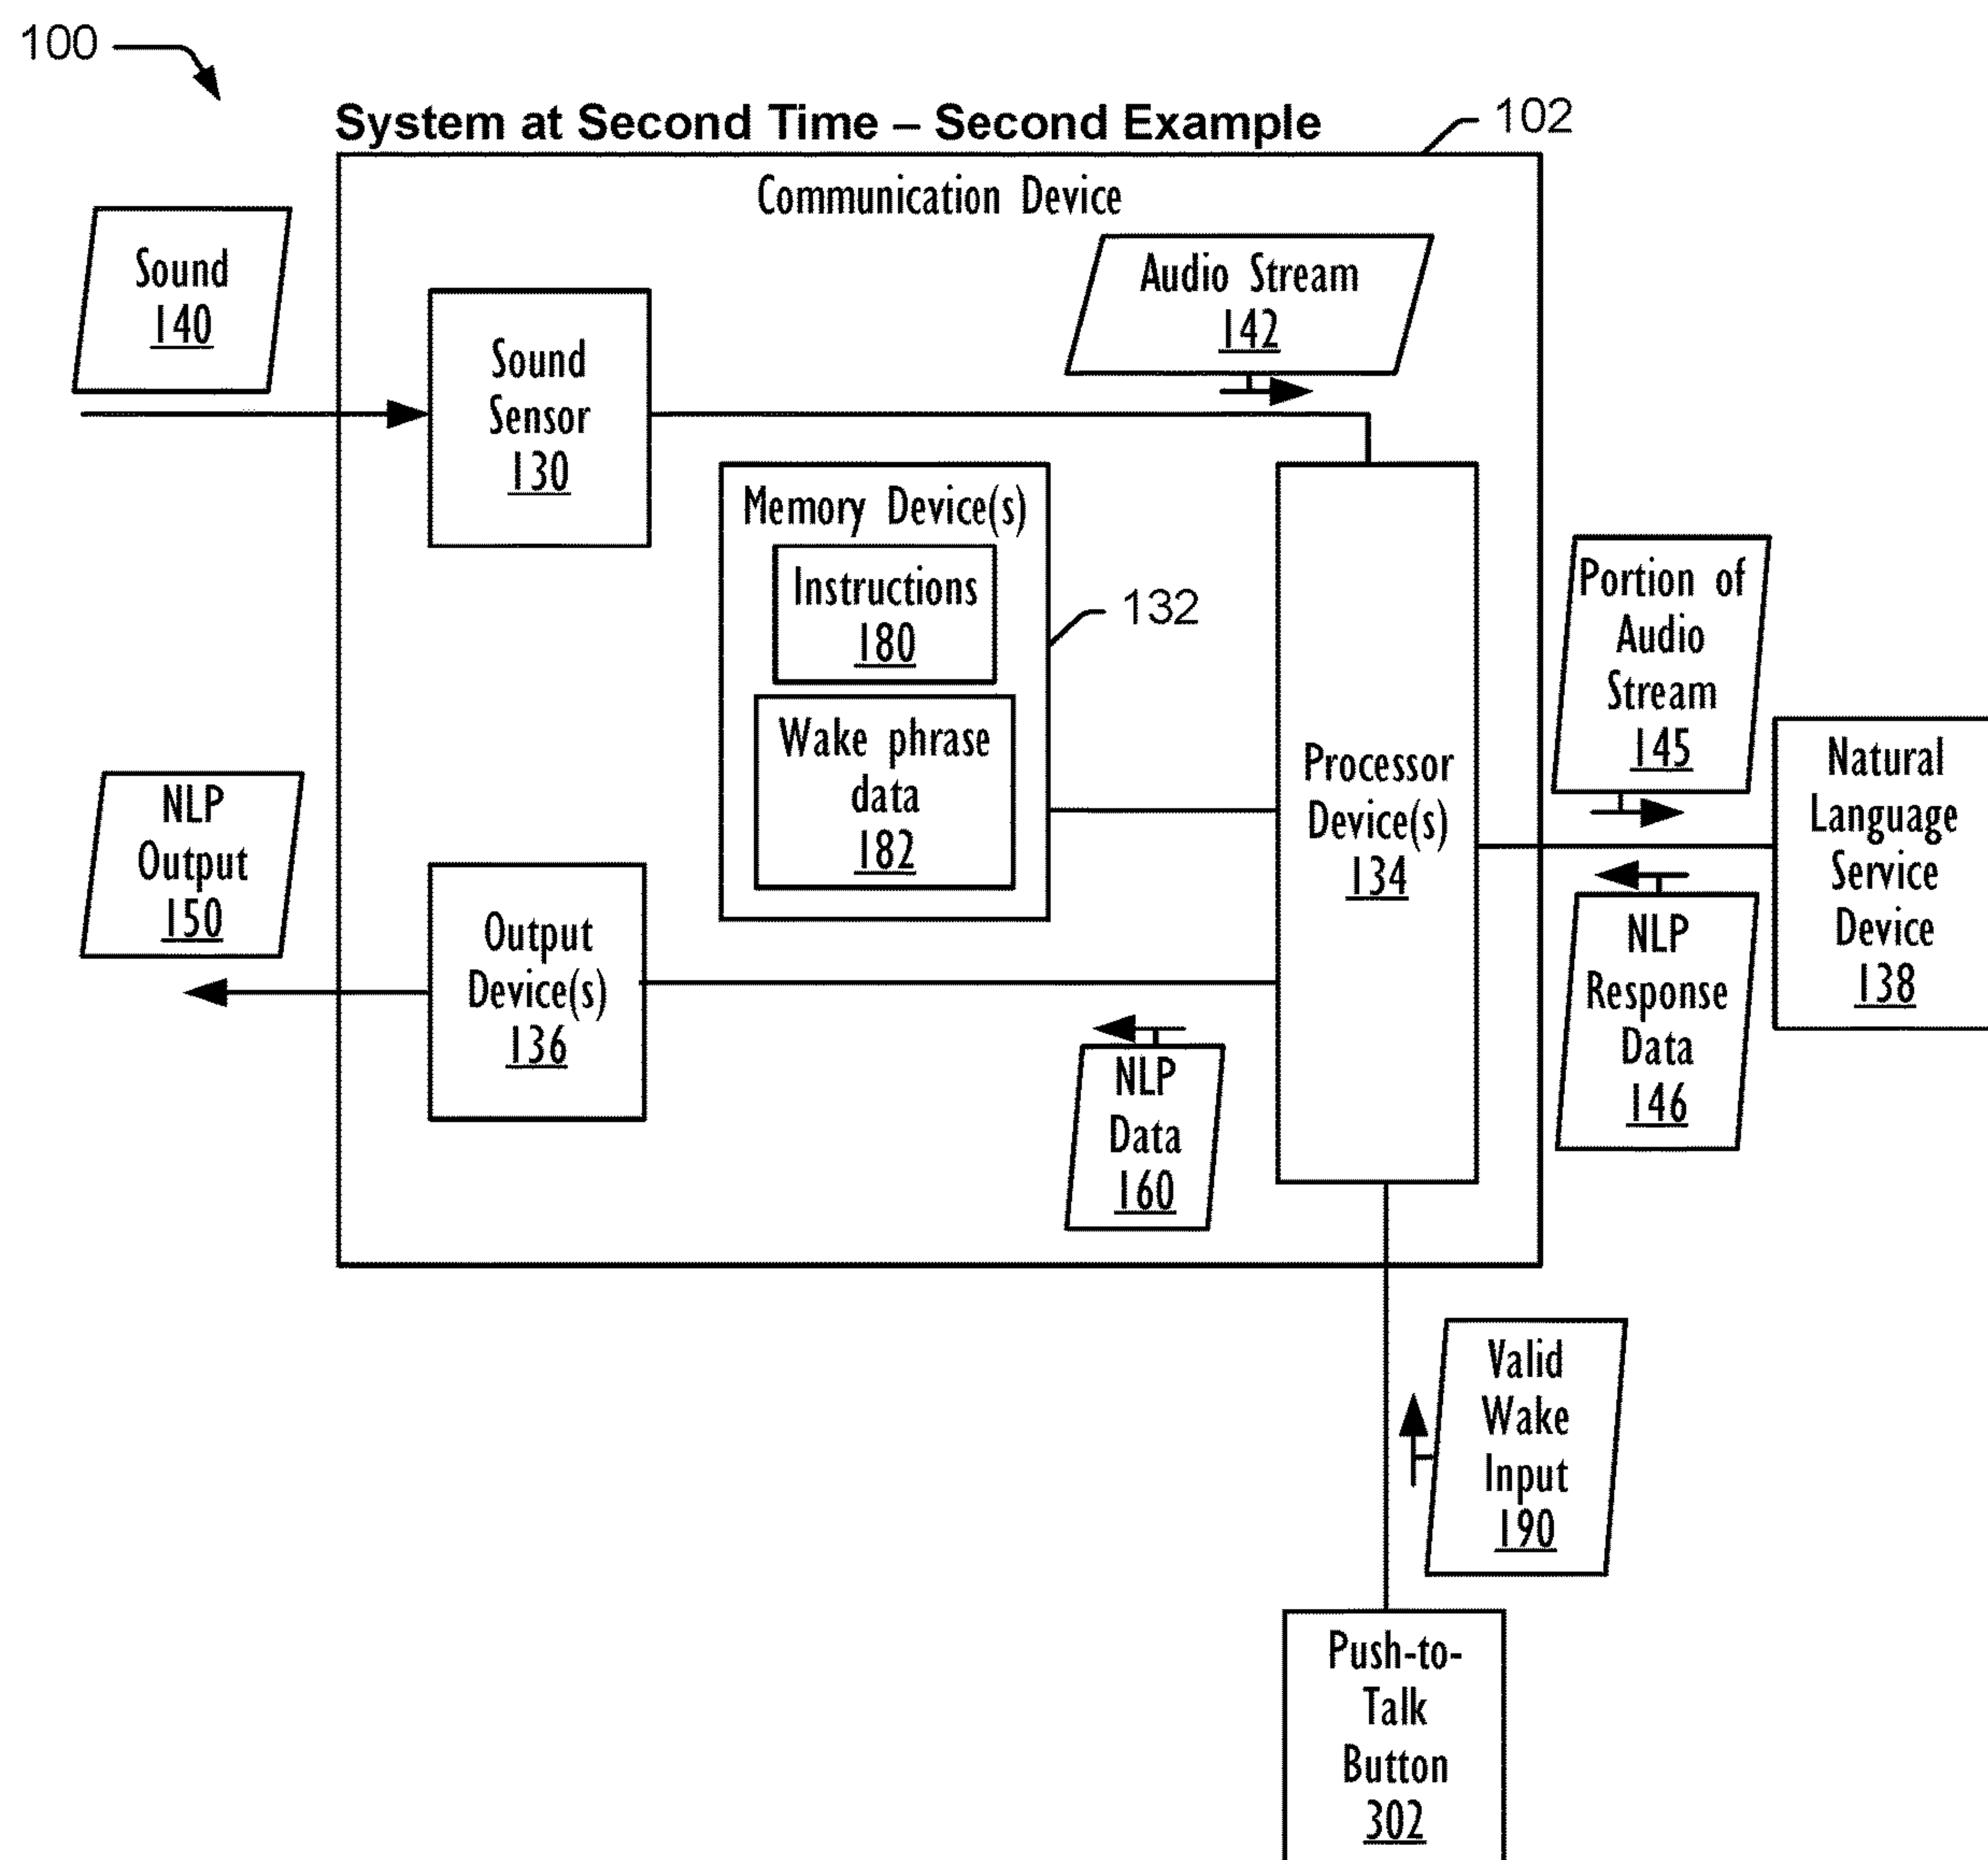 100
System at Second Time – Second Example
102
Communication Device
Sound
140
Audio Stream
142
Sound
Sensor
130
Memory Device(s)
Instructions
180
132
Wake phrase
data
182
Processor
Device(s)
134
Portion of
Audio
Stream
145
Natural
Language
Service
Device
138
NLP
Output
150
Output
Device(s)
136
NLP
Response
Data
146
NLP
Data
160
Valid
Wake
Input
190
Push-to-
Talk
Button
302